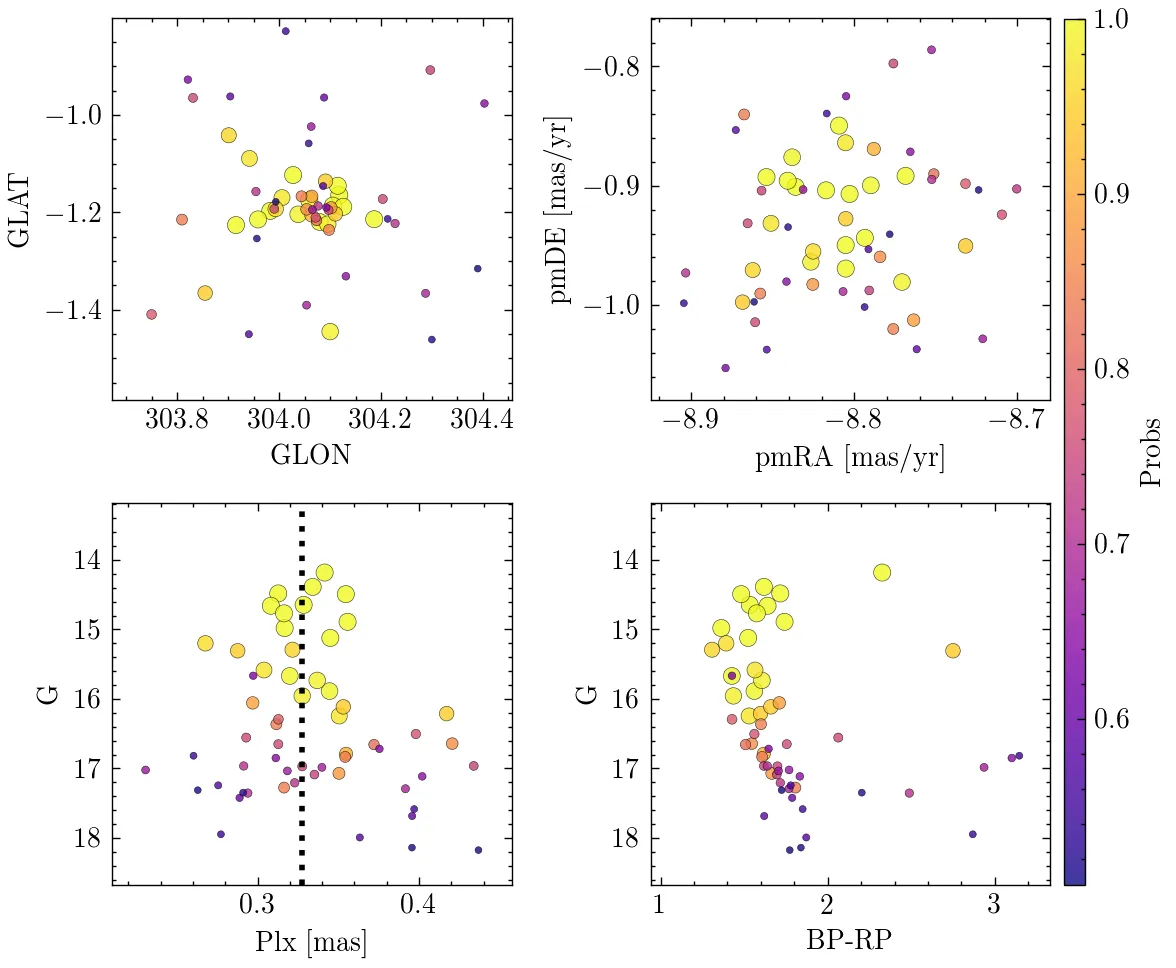 −1.0
−1.2
−1.4
GLAT
303.8 304.0 304.2 304.4
GLON
−0.8
−0.9
−1.0
pmDE [mas/yr]
−8.9 −8.8 −8.7
pmRA [mas/yr]
1.0
0.9
0.8
0.7
0.6
Probs
14
15
16
17
18
G
0.3 0.4
Plx [mas]
14
15
16
17
18
G
1 2 3
BP-RP